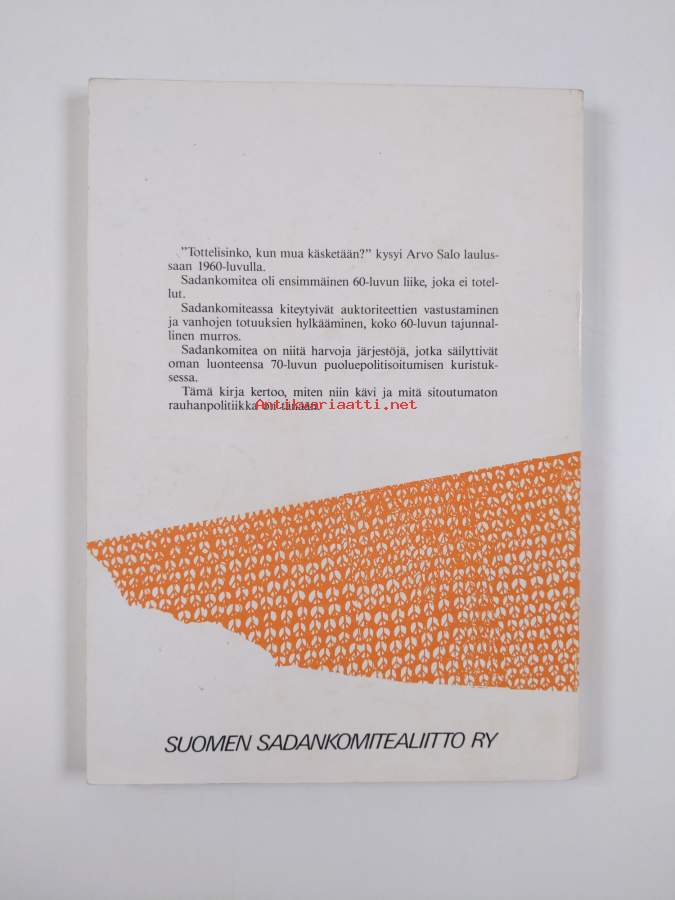 "Tottelisinko, kun mua käsketään?" kysyi Arvo Salo laulus-
saan 1960-luvulla.
Sadankomitea oli ensimmäinen 60-luvun liike, joka ei totel-
lut.
Sadankomiteassa kiteytyivät auktoriteettien vastustaminen
ja vanhojen totuuksien hylkääminen, koko 60-luvun tajunnal-
linen murros.
Sadankomitea on niitä harvoja järjestöjä, jotka säilyttivät
oman luonteensa 70-luvun puoluepolitisoitumisen kuristuk-
sessa.
Tämä kirja kertoo, miten niin kävi ja mitä sitoutumaton
rauhanpolitiikka on tänään.
Antikvariaatti.net
SUOMEN SADANKOMITEALIITTO RY